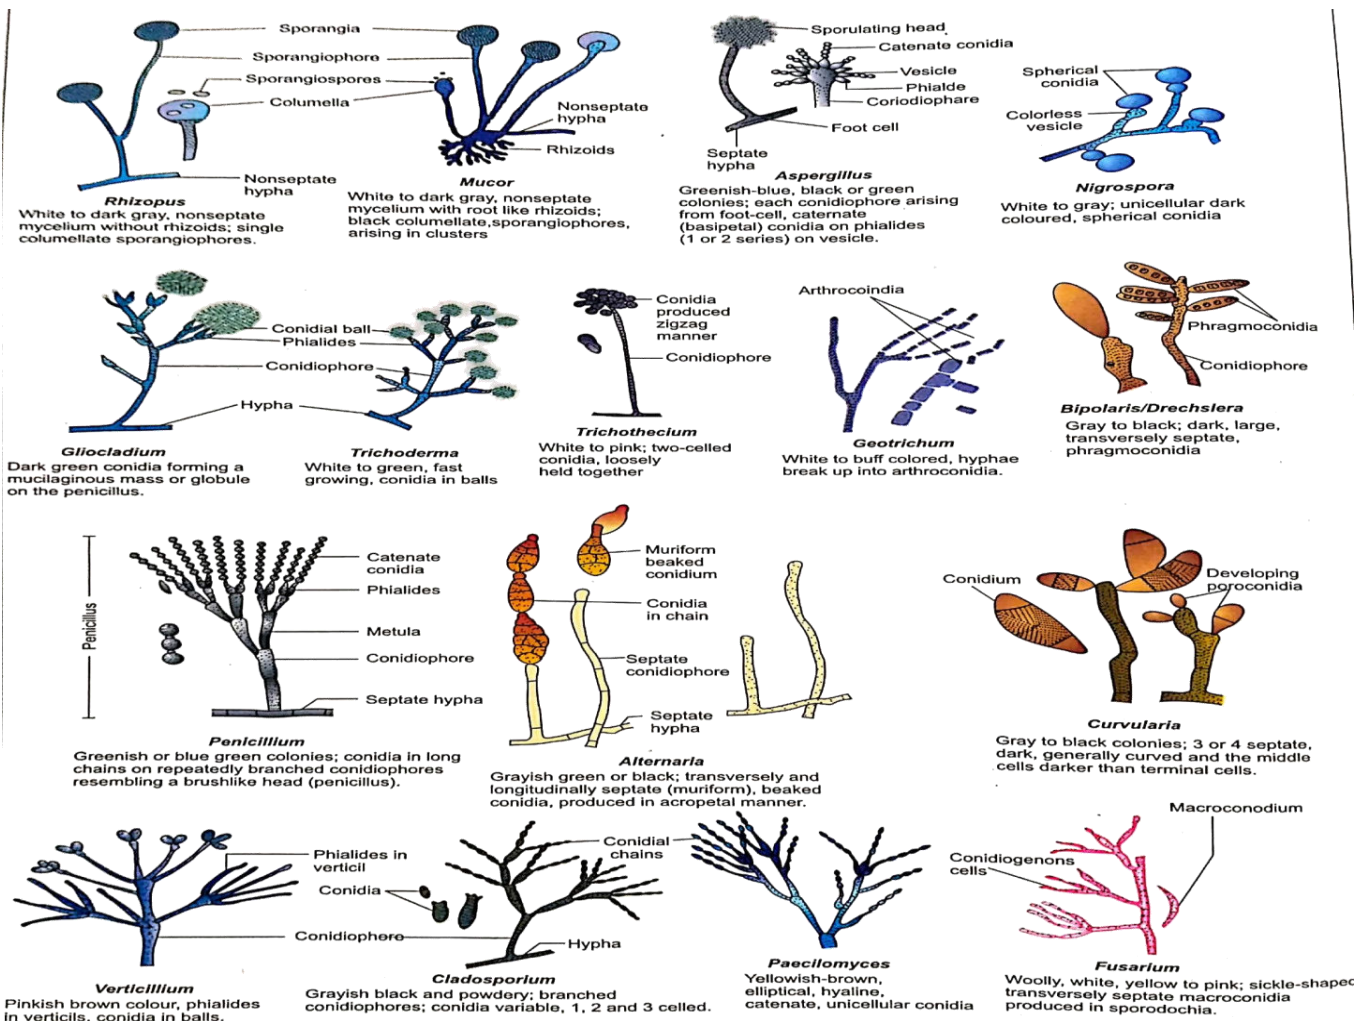 Sporangia
Sporangiophore
Sporangiospores
Columella
Nonseptate
hypha
Rhizopus
White to dark gray, nonseptate
mycelium without rhizoids; single
columellate sporangiophores.
Nonseptate
hypha
Rhizoids
Mucor
White to dark gray, nonseptate
mycelium with root like rhizoids;
black columellate,sporangiophores,
arising in clusters
Sporulating head
Catenate conidia
Vesicle
Phialde
Coriodiophare
Foot cell
Septate
hypha
Aspergillus
Greenish-blue, black or green
colonies; each conidiophore arising
from foot-cell, caternate
(basipetal) conidia on phialides
(1 or 2 series) on vesicle.
Spherical
conidia
Colorless
vesicle
Nigrospora
White to gray; unicellular dark
coloured, spherical conidia
Conidial ball
Phialides
Conidiophore
Hypha
Gliocladium
Dark green conidia forming a
mucilaginous mass or globule
on the penicillus.
Trichoderma
White to green, fast
growing, conidia in balls
Conidia
produced
zigzag
manner
Conidiophore
Trichothecium
White to pink; two-celled
conidia, loosely
held together
Arthrocoindia
Geotrichum
White to buff colored, hyphae
break up into arthroconidia.
Phragmoconidia
Conidiophore
Bipolaris/Drechslera
Gray to black; dark, large,
transversely septate,
phragmoconidia
Penicillus
Catenate
conidia
Phialides
Metula
Conidiophore
Septate hypha
Penicillium
Greenish or blue green colonies; conidia in long
chains on repeatedly branched conidiophores
resembling a brushlike head (penicillus).
Muriform
beaked
conidium
Conidia
in chain
Septate
conidiophore
Septate
hypha
Alternaria
Grayish green or black; transversely and
longitudinally septate (muriform), beaked
conidia, produced in acropetal manner.
Conidium
Developing
poroconidia
Curvularia
Gray to black colonies; 3 or 4 septate,
dark, generally curved and the middle
cells darker than terminal cells.
Phialides in
verticil
Conidia
Conidiophore
Verticillium
Pinkish brown colour, phialides
in verticils, conidia in balls.
Conidial
chains
Hypha
Cladosporium
Grayish black and powdery; branched
conidiophores; conidia variable, 1, 2 and 3 celled.
Paecilomyces
Yellowish-brown,
elliptical, hyaline,
catenate, unicellular conidia
Macroconodium
Conidiogenons
cells
Fusarium
Woolly, white, yellow to pink; sickle-shaped
transversely septate macroconidia
produced in sporodochia.